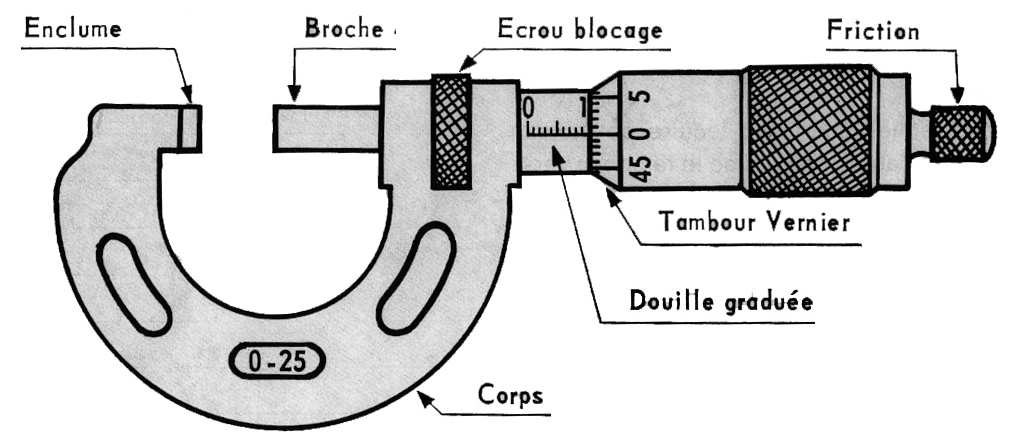 Enclume
Broche
Ecrou blocage
Friction
0 1
5
0
45
Tambour Vernier
Douille graduée
0-25
Corps